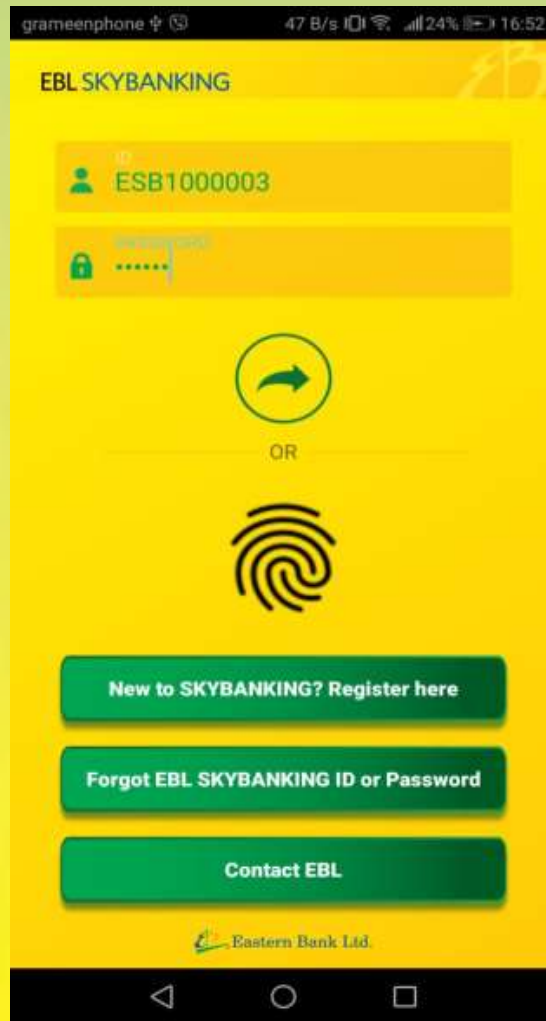 grameenphone 47 B/s 24% 16:52
EBL SKYBANKING
ID
ESB1000003
PASSWORD
••••••
OR
New to SKYBANKING? Register here
Forgot EBL SKYBANKING ID or Password
Contact EBL
Eastern Bank Ltd.